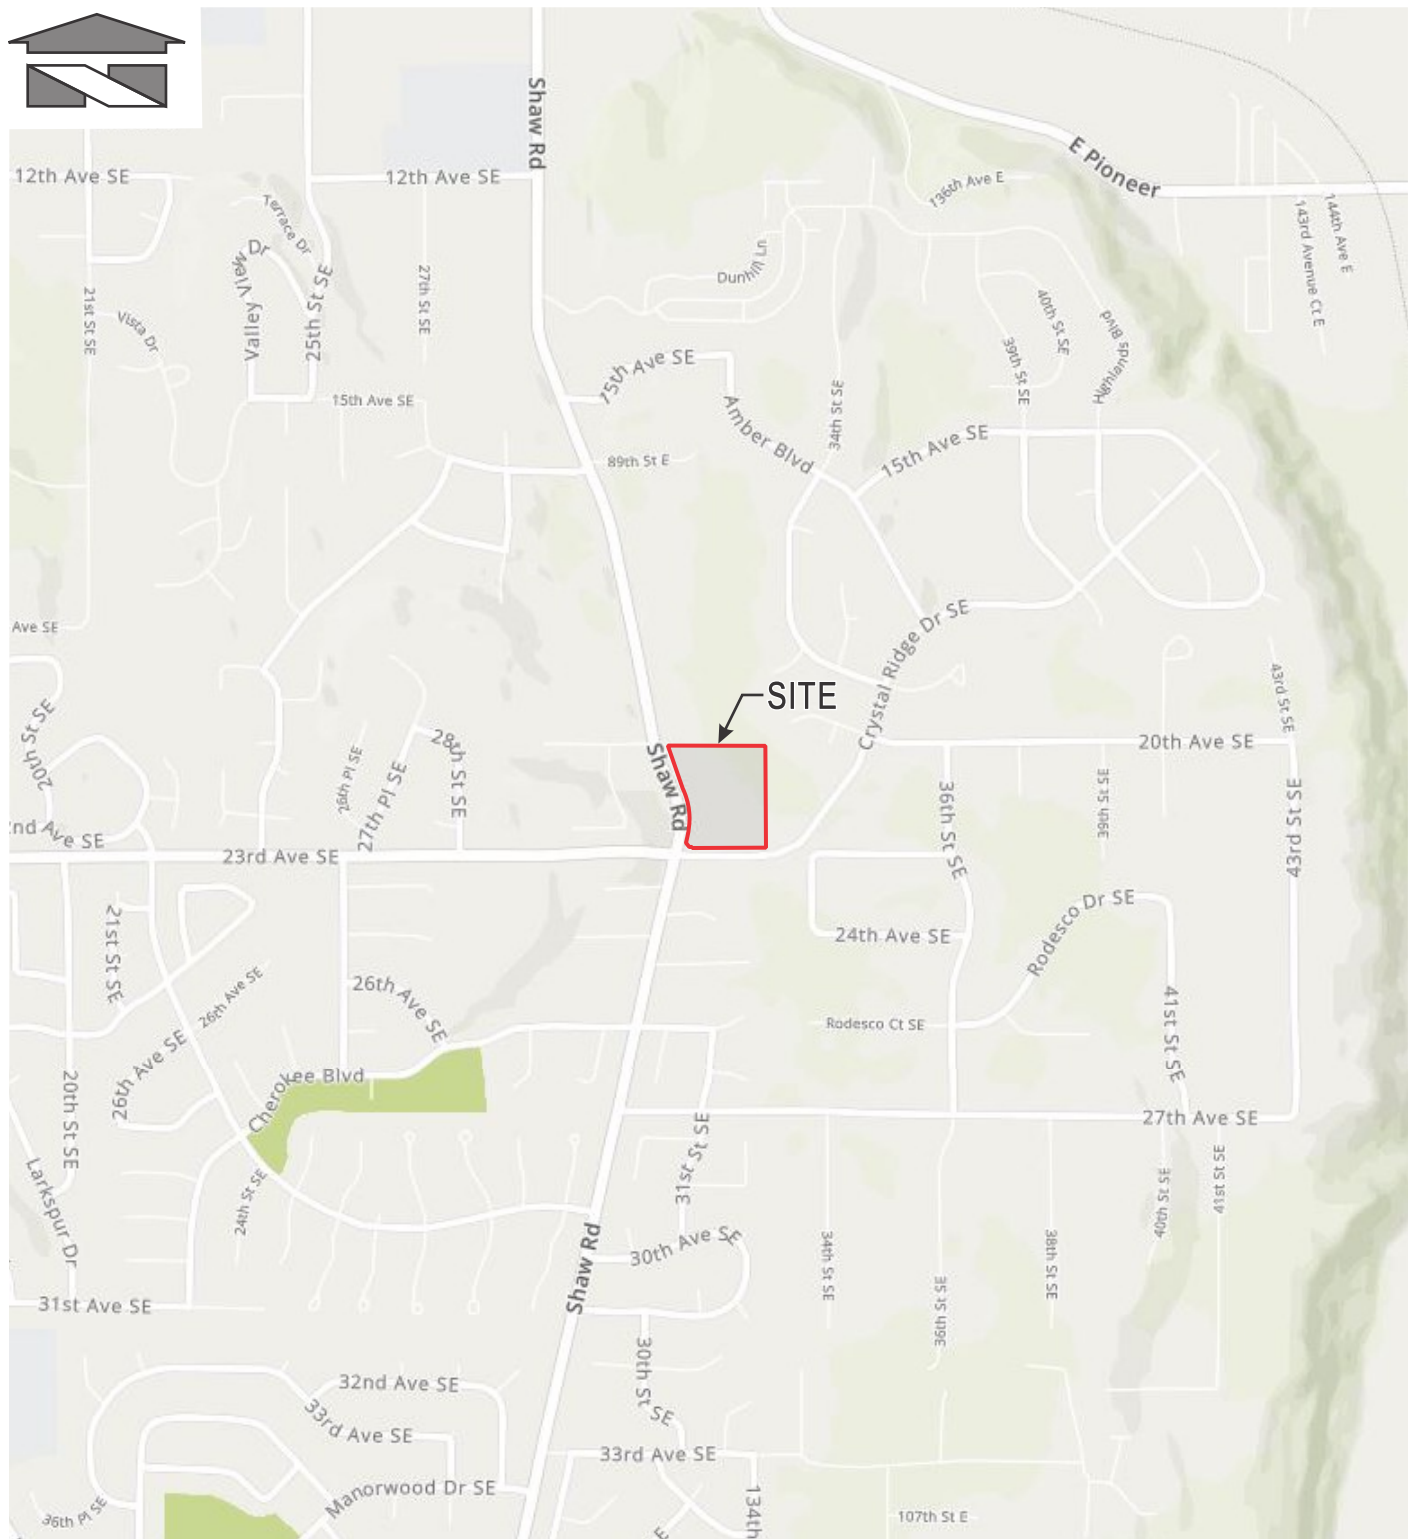 Shaw Rd
E Pioneer
12th Ave SE
12th Ave SE
136th Ave E
144th Ave E
143rd Avenue Ct E
Terrace Dr
Valley View Dr
25th St SE
27th St SE
21st St SE
Vista Dr
Dunhill Ln
40th St SE
39th St SE
Highlands Blvd
15th Ave SE
34th St SE
15th Ave SE
Amber Blvd
15th Ave SE
89th St E
Crystal Ridge Dr SE
Ave SE
43rd St SE
SITE
20th St SE
28th St SE
26th Pl SE
27th Pl SE
Shaw Rd
20th Ave SE
39th St SE
39th St SE
43rd St SE
2nd Ave SE
23rd Ave SE
21st St SE
24th Ave SE
Rodesco Dr SE
26th Ave SE
26th Ave SE
26th Ave SE
Rodesco Ct SE
41st St SE
20th St SE
Cherokee Blvd
27th Ave SE
31st St SE
Larkspur Dr
24th St SE
40th St SE
41st St SE
30th Ave SE
34th St SE
38th St SE
36th St SE
Shaw Rd
31st Ave SE
30th St SE
32nd Ave SE
33rd Ave SE
33rd Ave SE
Manorwood Dr SE
36th Pl SE
134th
107th St E